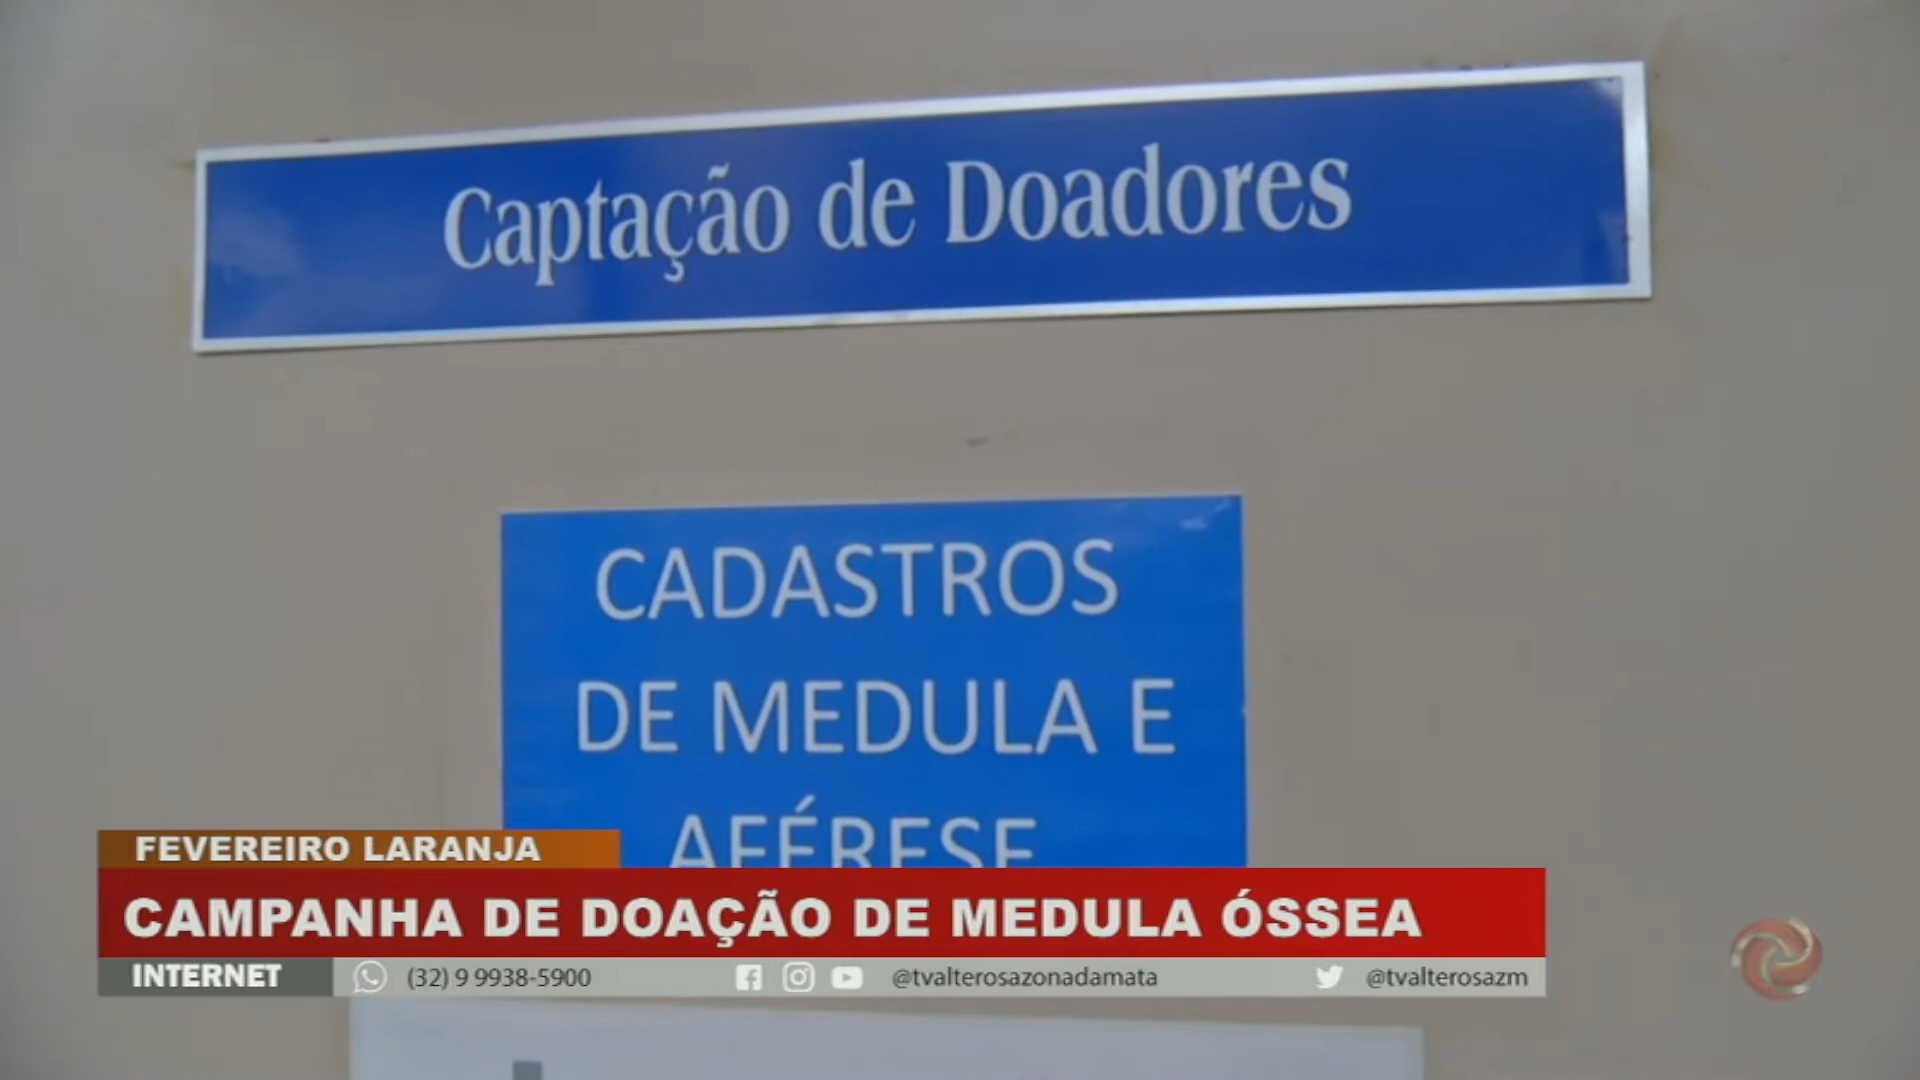 Captação de Doadores
CADASTROS
DE MEDULA E
AFÉRESE
FEVEREIRO LARANJA
CAMPANHA DE DOAÇÃO DE MEDULA ÓSSEA
INTERNET (32) 9 9938-5900 @tvalterosazonadamata @tvalterosazm